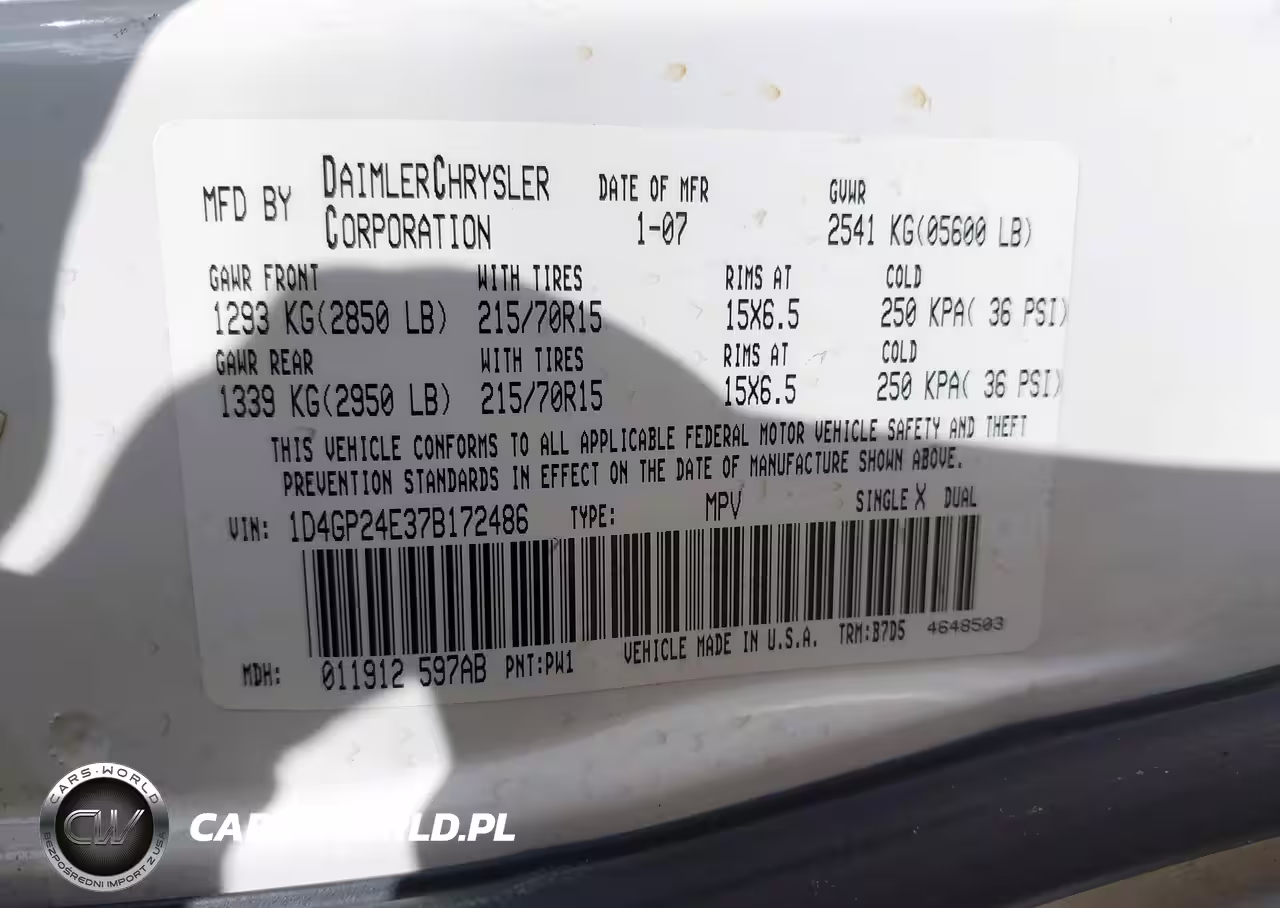 MFD BY DAIMLERCHRYSLER CORPORATION DATE OF MFR 1-07 GVWR 2541 KG(05600 LB)
GAWR FRONT WITH TIRES RIMS AT COLD
1293 KG(2850 LB) 215/70R15 15X6.5 250 KPA( 36 PSI)
GAWR REAR WITH TIRES RIMS AT COLD
1339 KG(2950 LB) 215/70R15 15X6.5 250 KPA( 36 PSI)
THIS VEHICLE CONFORMS TO ALL APPLICABLE FEDERAL MOTOR VEHICLE SAFETY AND THEFT
PREVENTION STANDARDS IN EFFECT ON THE DATE OF MANUFACTURE SHOWN ABOVE.
VIN: 1D4GP24E37B172486 TYPE: MPV SINGLE X DUAL
MDH: 011912 597AB PNT:PW1 VEHICLE MADE IN U.S.A. TRM:B7D5 4648503
CARS-WORLD
CW
BEZPOŚREDNI IMPORT Z USA